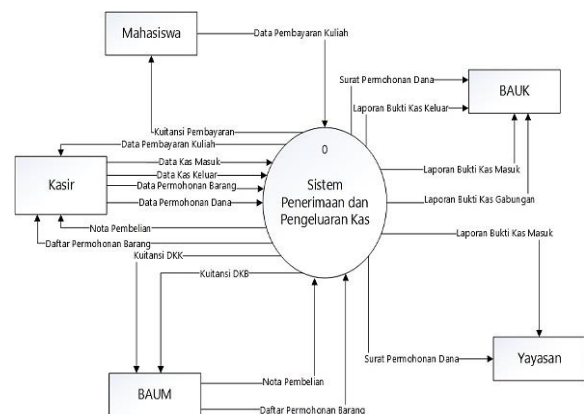 Mahasiswa
Data Pembayaran Kuliah
Surat Permohonan Dana
BAUK
Laporan Bukti Kas Keluar
Kuitansi Pembayaran
Data Pembayaran Kuliah
0
Kasir
Data Kas Masuk
Data Kas Keluar
Data Permohonan Barang
Data Permohonan Dana
Sistem
Penerimaan dan
Pengeluaran Kas
Laporan Bukti Kas Masuk
Laporan Bukti Kas Gabungan
Nota Pembelian
Daftar Permohonan Barang
Laporan Bukti Kas Masuk
Kuitansi DKK
Kuitansi DKB
Surat Permohonan Dana
Yayasan
BAUM
Nota Pembelian
Daftar Permohonan Barang